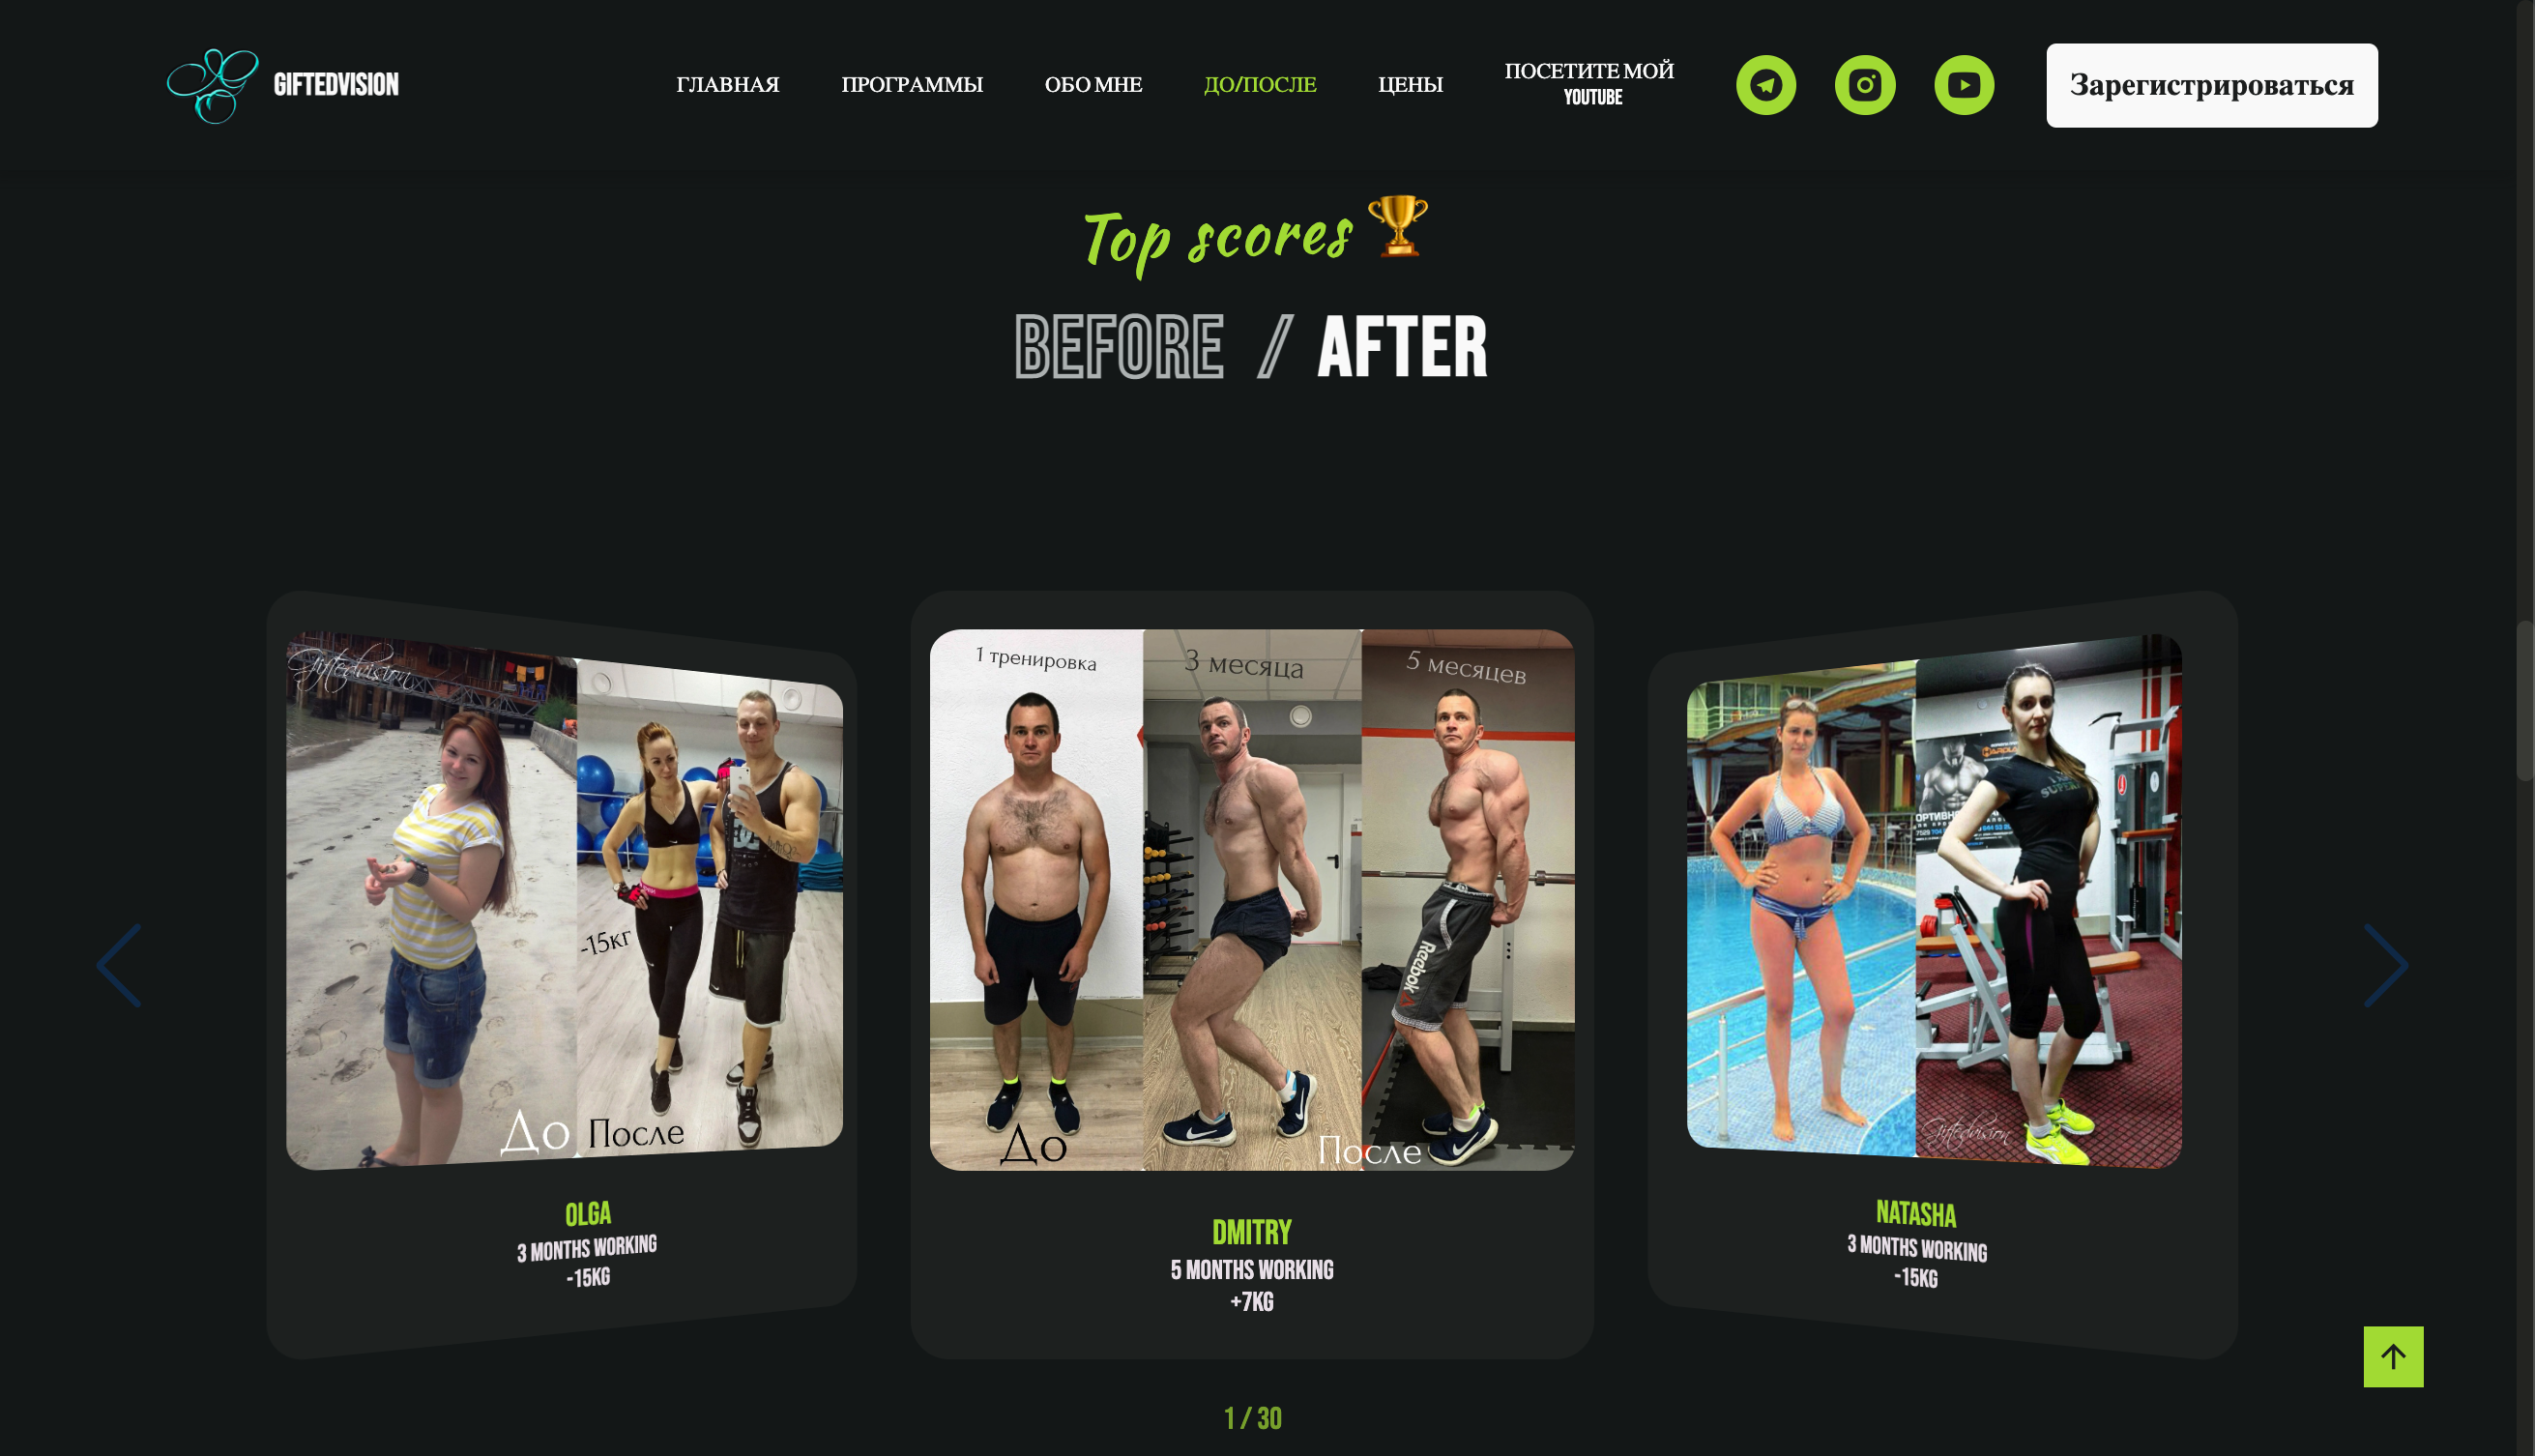 GIFTEDVISION
ГЛАВНАЯ
ПРОГРАММЫ
ОБО МНЕ
ДО/ПОСЛЕ
ЦЕНЫ
ПОСЕТИТЕ МОЙ
YOUTUBE
Зарегистрироваться
Top scores
BEFORE / AFTER
Giftedvision
-15кг
До
После
OLGA
3 MONTHS WORKING
-15KG
1 тренировка
3 месяца
5 месяцев
Reebok
До
После
DMITRY
5 MONTHS WORKING
+7KG
Giftedvision
NATASHA
3 MONTHS WORKING
-15KG
1 / 30